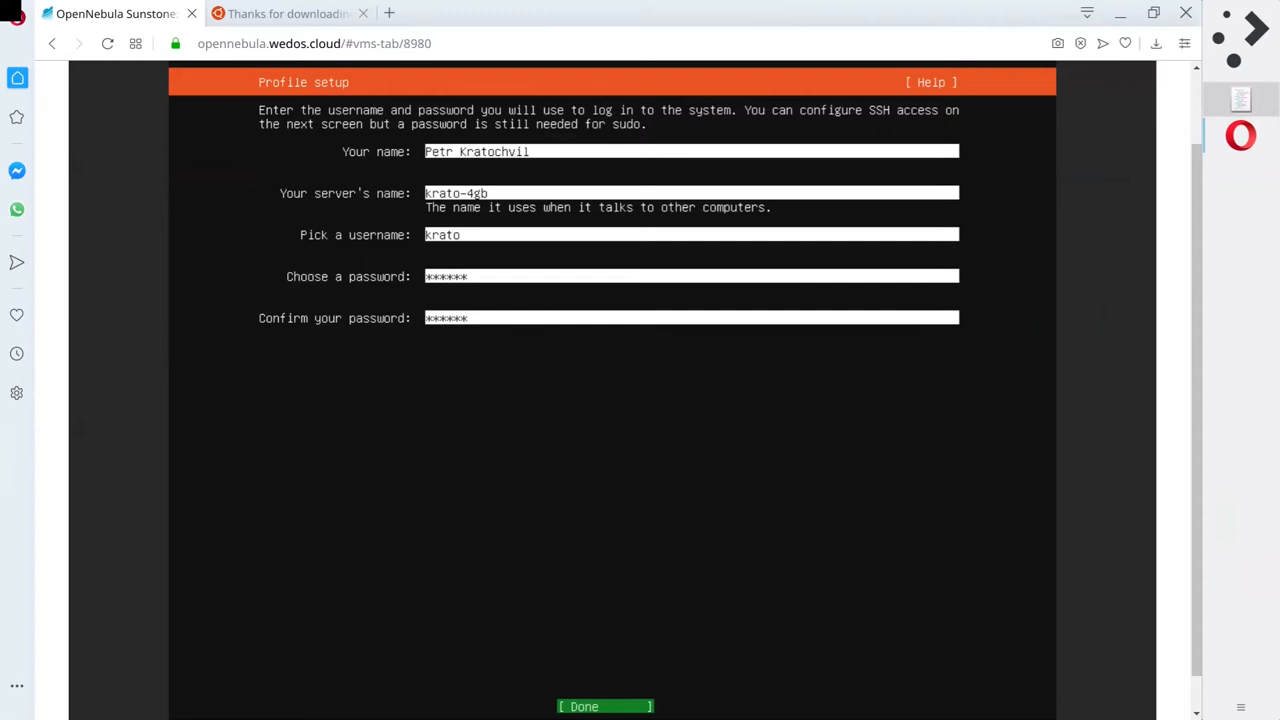 OpenNebula Sunstone:
Thanks for downloadin
opennebula.wedos.cloud/#vms-tab/8980
Profile setup [ Help ]
Enter the username and password you will use to log in to the system. You can configure SSH access on
the next screen but a password is still needed for sudo.
Your name: Petr Kratochvil
Your server's name: krato-4gb
The name it uses when it talks to other computers.
Pick a username: krato
Choose a password: ******
Confirm your password: ******
[ Done ]